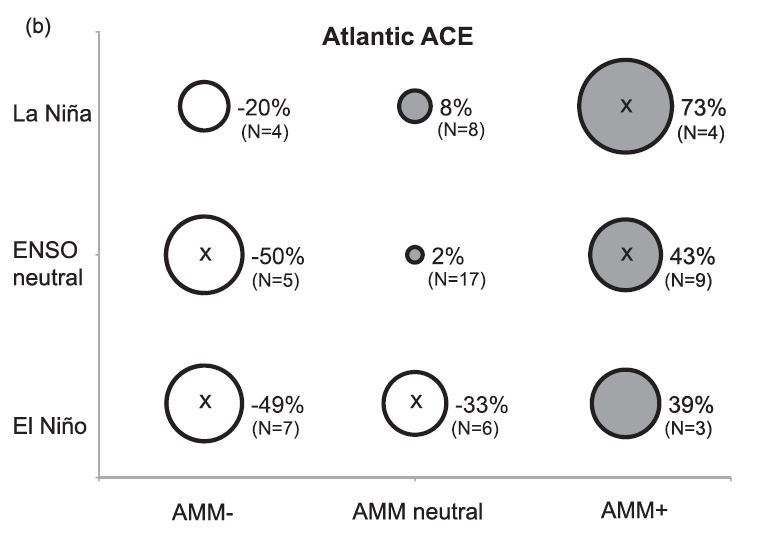 (b)
Atlantic ACE
La Niña
-20%
(N=4)
8%
(N=8)
x
73%
(N=4)
ENSO
neutral
x
-50%
(N=5)
2%
(N=17)
x
43%
(N=9)
El Niño
x
-49%
(N=7)
x
-33%
(N=6)
39%
(N=3)
AMM-
AMM neutral
AMM+